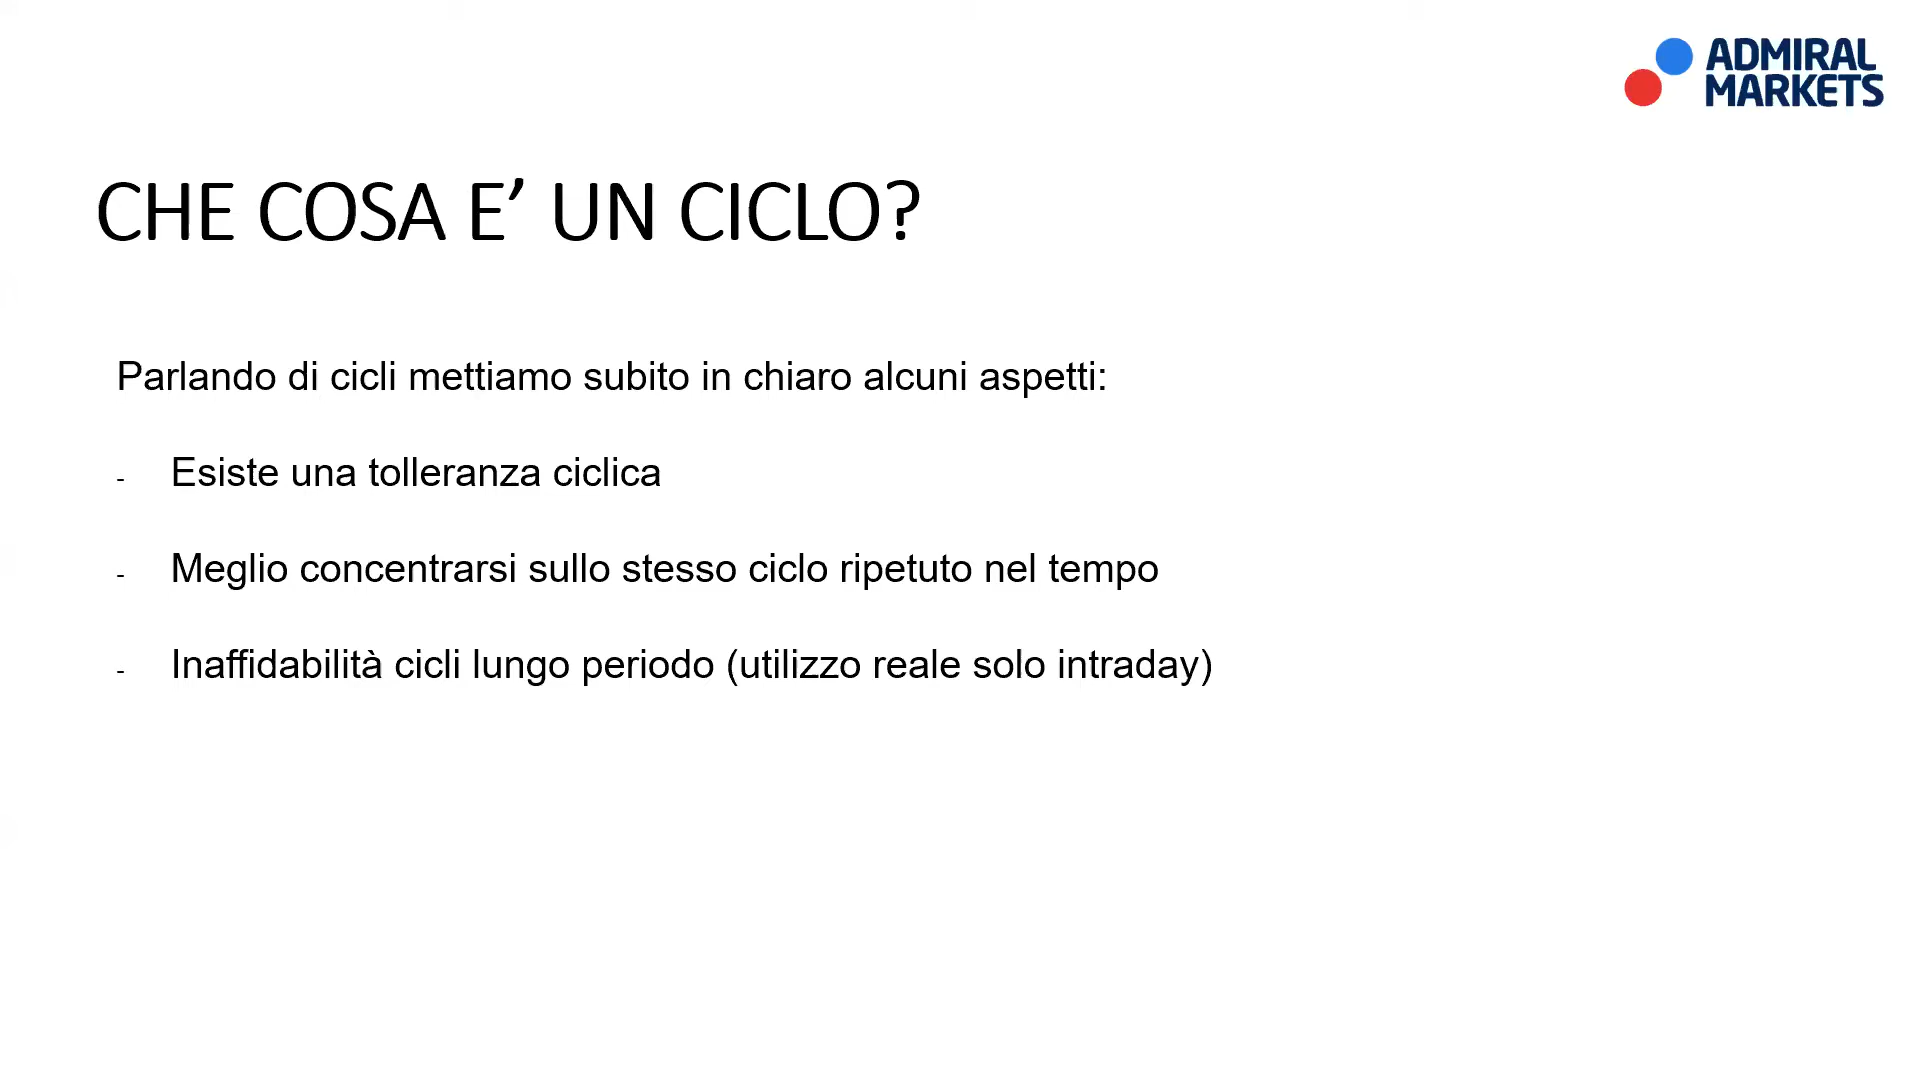 ADMIRAL
MARKETS
CHE COSA E’ UN CICLO?
Parlando di cicli mettiamo subito in chiaro alcuni aspetti:
- Esiste una tolleranza ciclica
- Meglio concentrarsi sullo stesso ciclo ripetuto nel tempo
- Inaffidabilità cicli lungo periodo (utilizzo reale solo intraday)